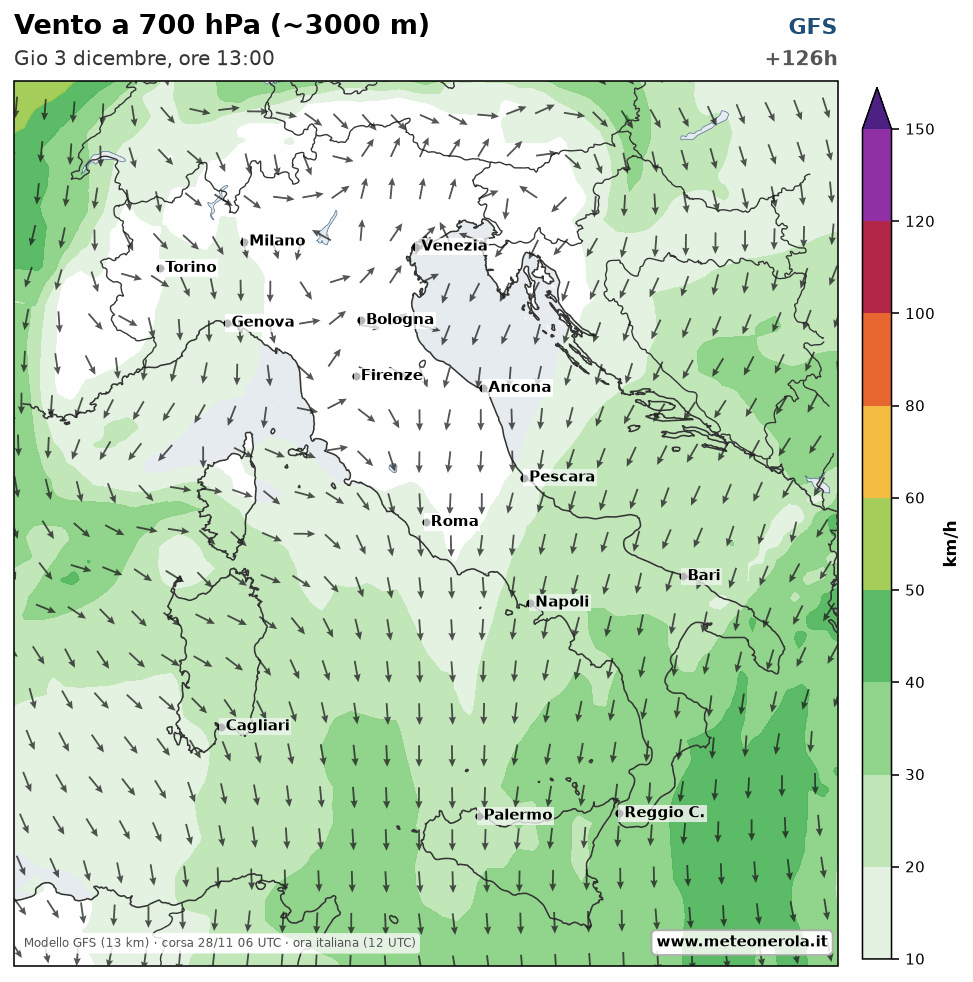 Vento a 700 hPa (~3000 m)
GFS
Gio 3 dicembre, ore 13:00
+126h
Milano
Venezia
Torino
Genova
Bologna
Firenze
Ancona
Pescara
Roma
Bari
Napoli
Cagliari
Palermo
Reggio C.
150
120
100
80
60
50
40
30
20
10
km/h
Modello GFS (13 km) · corsa 28/11 06 UTC · ora italiana (12 UTC)
www.meteonerola.it